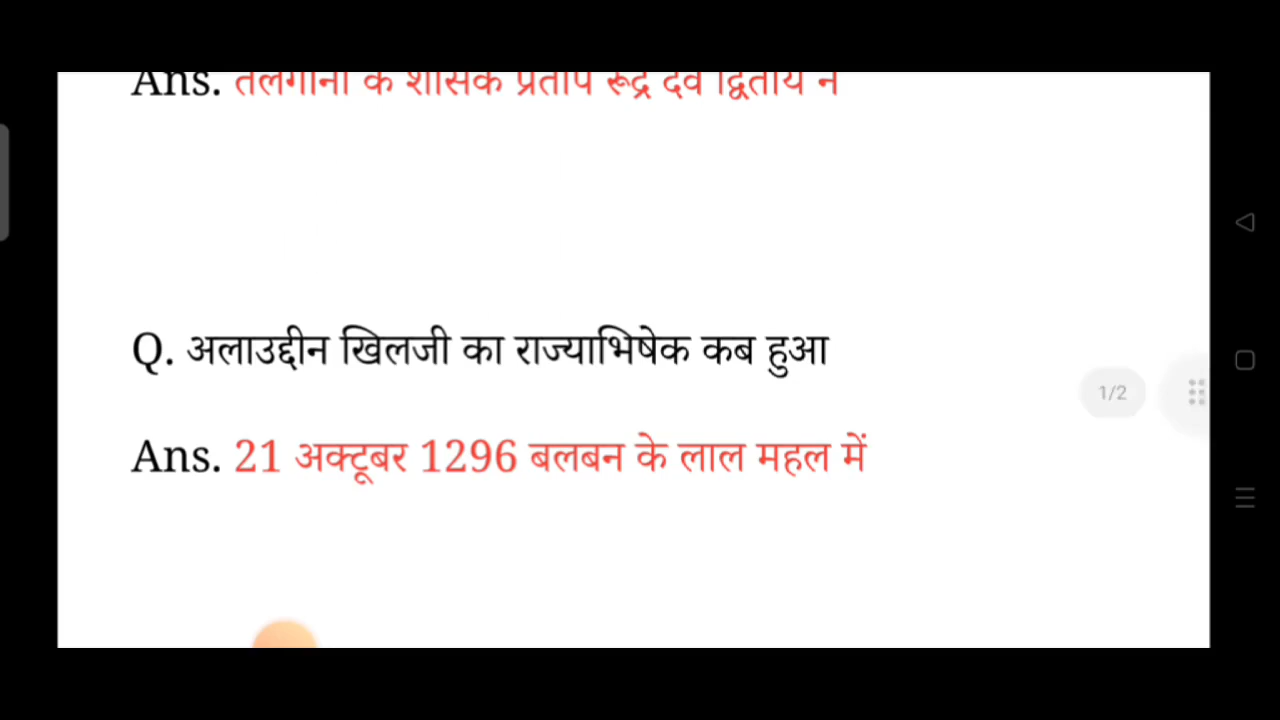 Ans. तेलंगाना के शासक प्रताप रूद्र देव द्वितीय ने
Q. अलाउद्दीन खिलजी का राज्याभिषेक कब हुआ
1/2
Ans. 21 अक्टूबर 1296 बलबन के लाल महल में